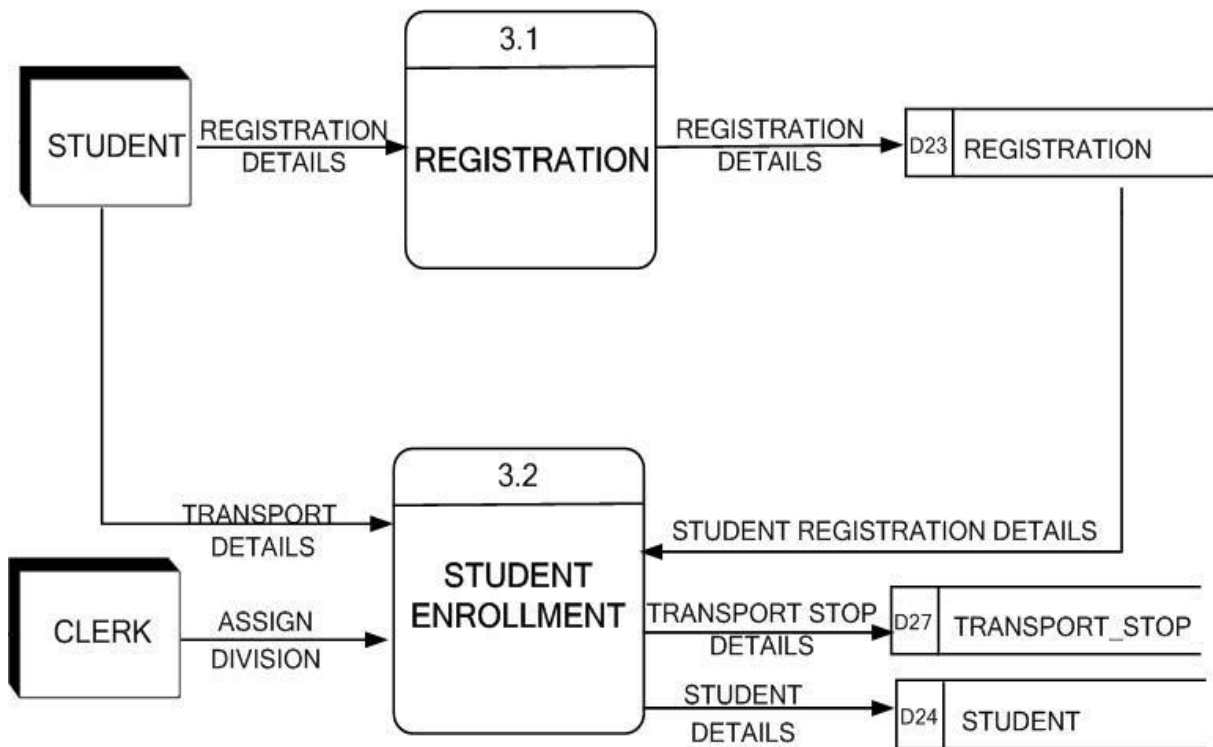 3.1
STUDENT
REGISTRATION
DETAILS
REGISTRATION
REGISTRATION
DETAILS
D23
REGISTRATION
3.2
TRANSPORT
DETAILS
STUDENT REGISTRATION DETAILS
STUDENT
ENROLLMENT
CLERK
ASSIGN
DIVISION
TRANSPORT STOP
DETAILS
D27
TRANSPORT_STOP
STUDENT
DETAILS
D24
STUDENT